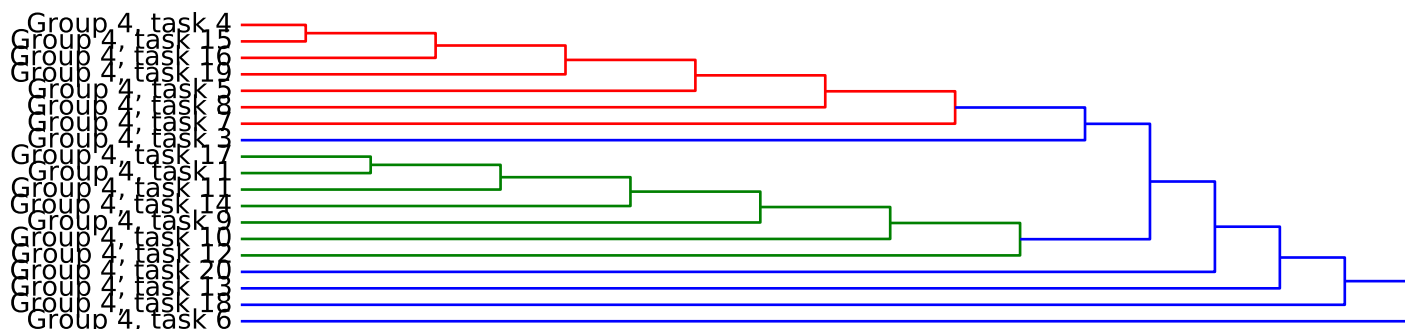 Group 4, task 4
Group 4, task 15
Group 4, task 16
Group 4, task 19
Group 4, task 5
Group 4, task 8
Group 4, task 7
Group 4, task 3
Group 4, task 17
Group 4, task 1
Group 4, task 11
Group 4, task 14
Group 4, task 9
Group 4, task 10
Group 4, task 12
Group 4, task 20
Group 4, task 13
Group 4, task 18
Group 4, task 6